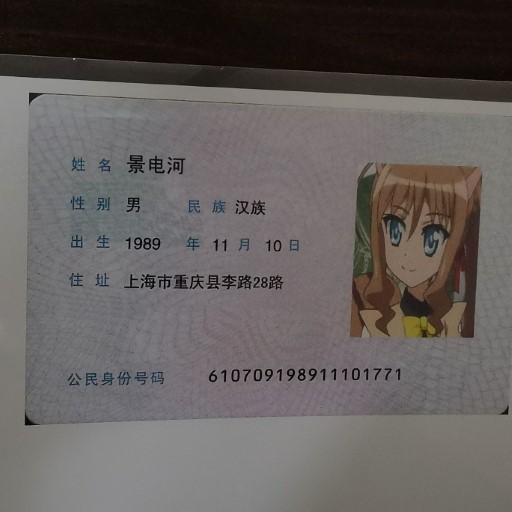 姓名 景电河
性别 男 民族 汉族
出生 1989 年 11 月 10 日
住址 上海市重庆县李路28路
公民身份号码 610709198911101771